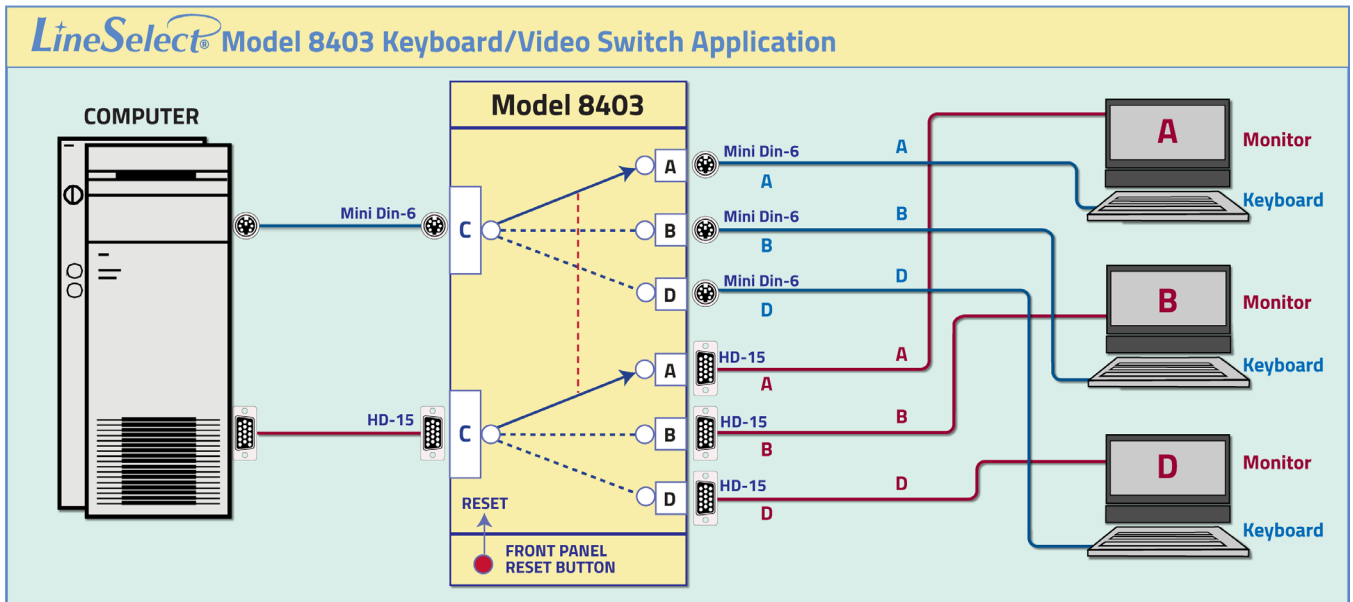 LineSelect® Model 8403 Keyboard/Video Switch Application
COMPUTER
Model 8403
Mini Din-6
C
A
B
D
Mini Din-6
A
A
Mini Din-6
B
B
Mini Din-6
D
D
HD-15
C
A
B
D
HD-15
A
A
HD-15
B
B
HD-15
D
D
RESET
FRONT PANEL
RESET BUTTON
A
Monitor
Keyboard
B
Monitor
Keyboard
D
Monitor
Keyboard